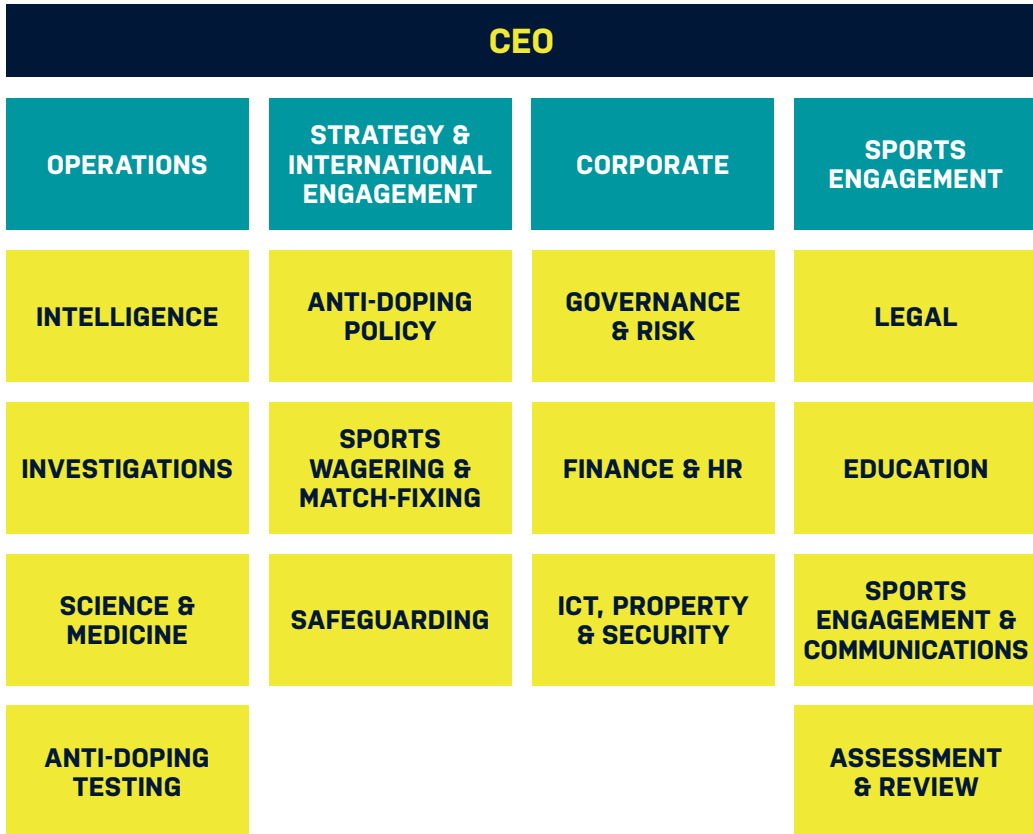 CEO
OPERATIONS
STRATEGY &
INTERNATIONAL
ENGAGEMENT
CORPORATE
SPORTS
ENGAGEMENT
INTELLIGENCE
ANTI-DOPING
POLICY
GOVERNANCE
& RISK
LEGAL
INVESTIGATIONS
SPORTS
WAGERING &
MATCH-FIXING
FINANCE & HR
EDUCATION
SCIENCE &
MEDICINE
SAFEGUARDING
ICT, PROPERTY
& SECURITY
SPORTS
ENGAGEMENT &
COMMUNICATIONS
ANTI-DOPING
TESTING
ASSESSMENT
& REVIEW